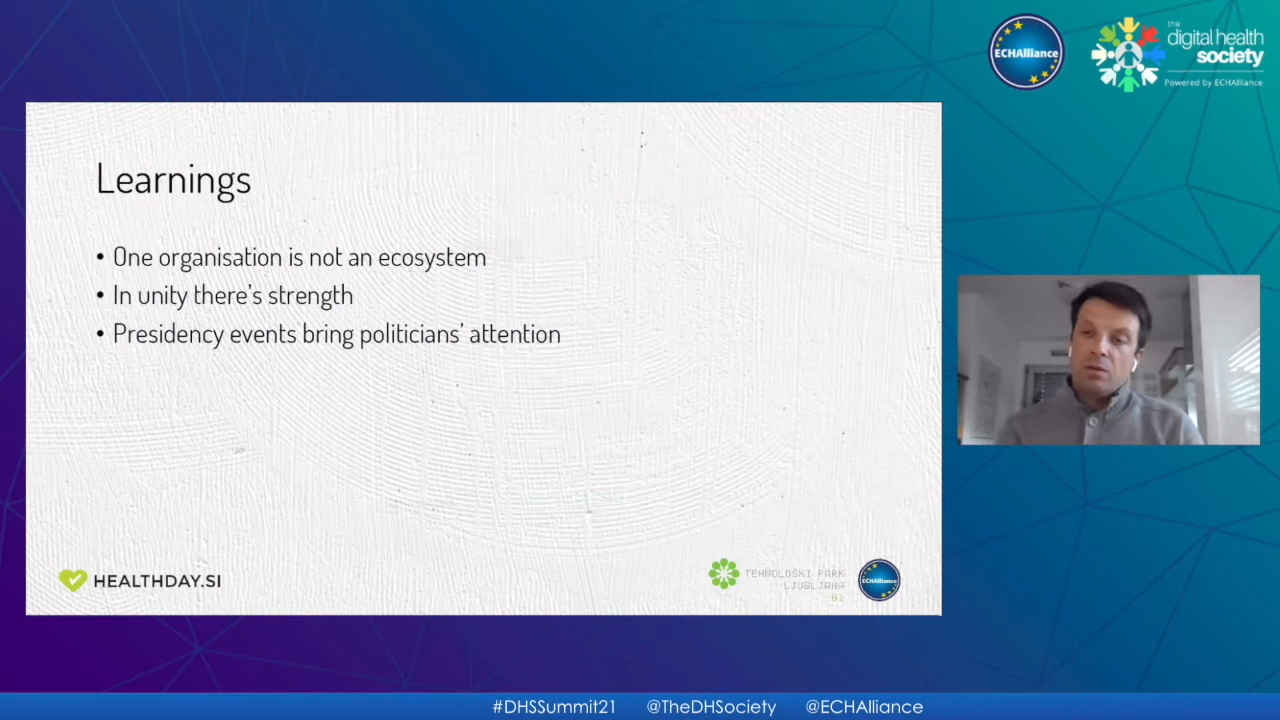 ECHAlliance
the
digital health
society
Powered by ECHAlliance
Learnings
• One organisation is not an ecosystem
• In unity there's strength
• Presidency events bring politicians' attention
HEALTHDAY.SI
TEHNOLOŠKI PARK
LJUBLJANA
01
ECHAlliance
#DHSSummit21 @TheDHSociety @ECHAlliance